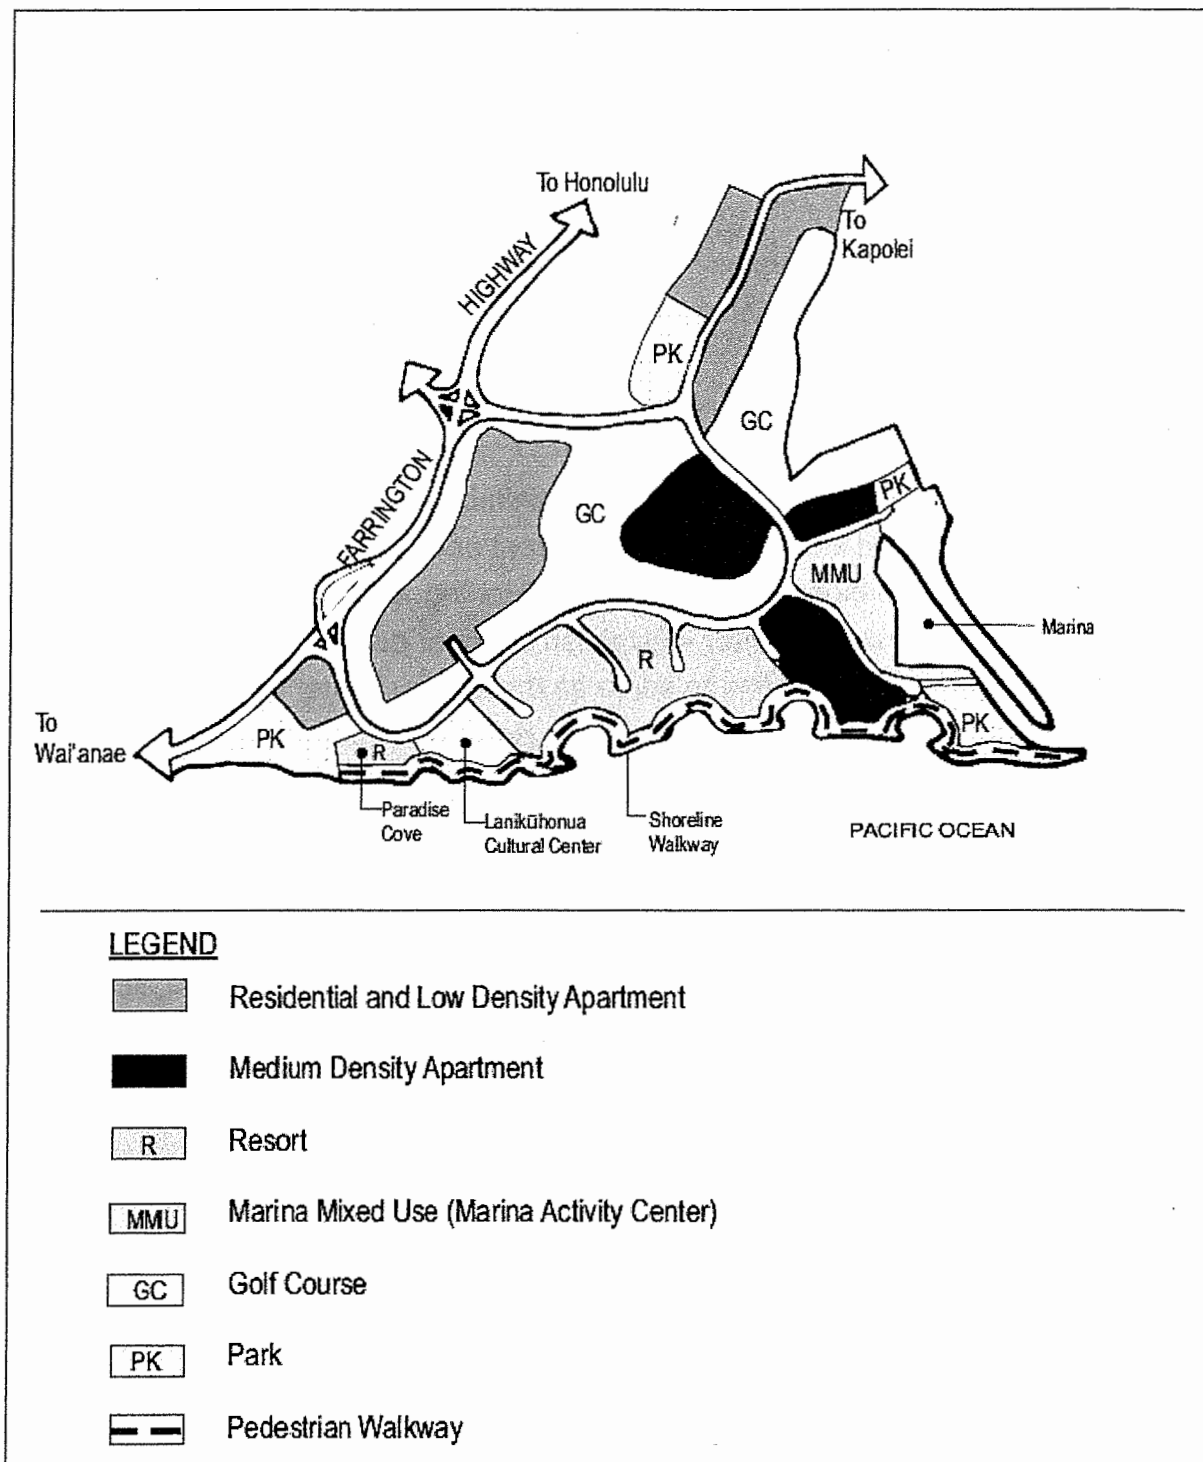 To Honolulu
HIGHWAY
To
Kapolei
PK
GC
FARRINGTON
GC
PK
MMU
Marina
R
To
Wai'anae
PK
R
PK
Paradise
Cove
Lanikūhonua
Cultural Center
Shoreline
Walkway
PACIFIC OCEAN
LEGEND
Residential and Low Density Apartment
Medium Density Apartment
R Resort
MMU Marina Mixed Use (Marina Activity Center)
GC Golf Course
PK Park
Pedestrian Walkway